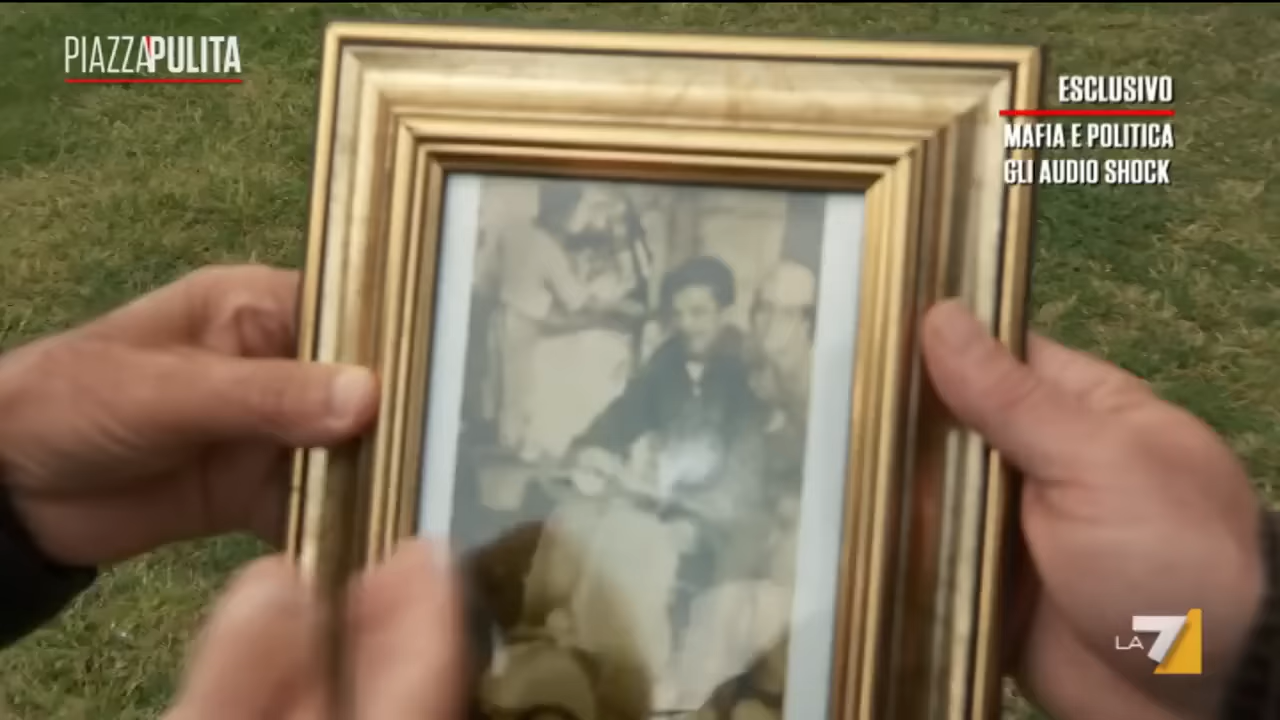 PIAZZAPULITA
ESCLUSIVO
MAFIA E POLITICA
GLI AUDIO SHOCK
LA7